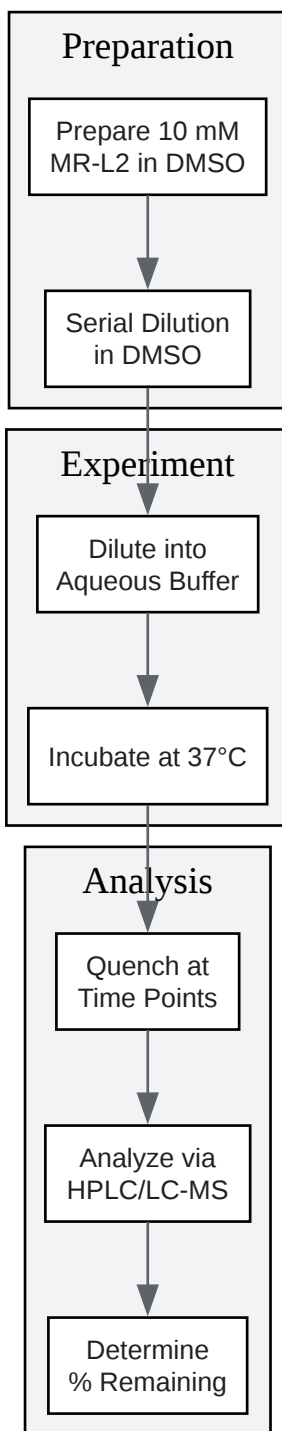 Preparation
Prepare 10 mM
MR-L2 in DMSO
Serial Dilution
in DMSO
Experiment
Dilute into
Aqueous Buffer
Incubate at 37°C
Analysis
Quench at
Time Points
Analyze via
HPLC/LC-MS
Determine
% Remaining